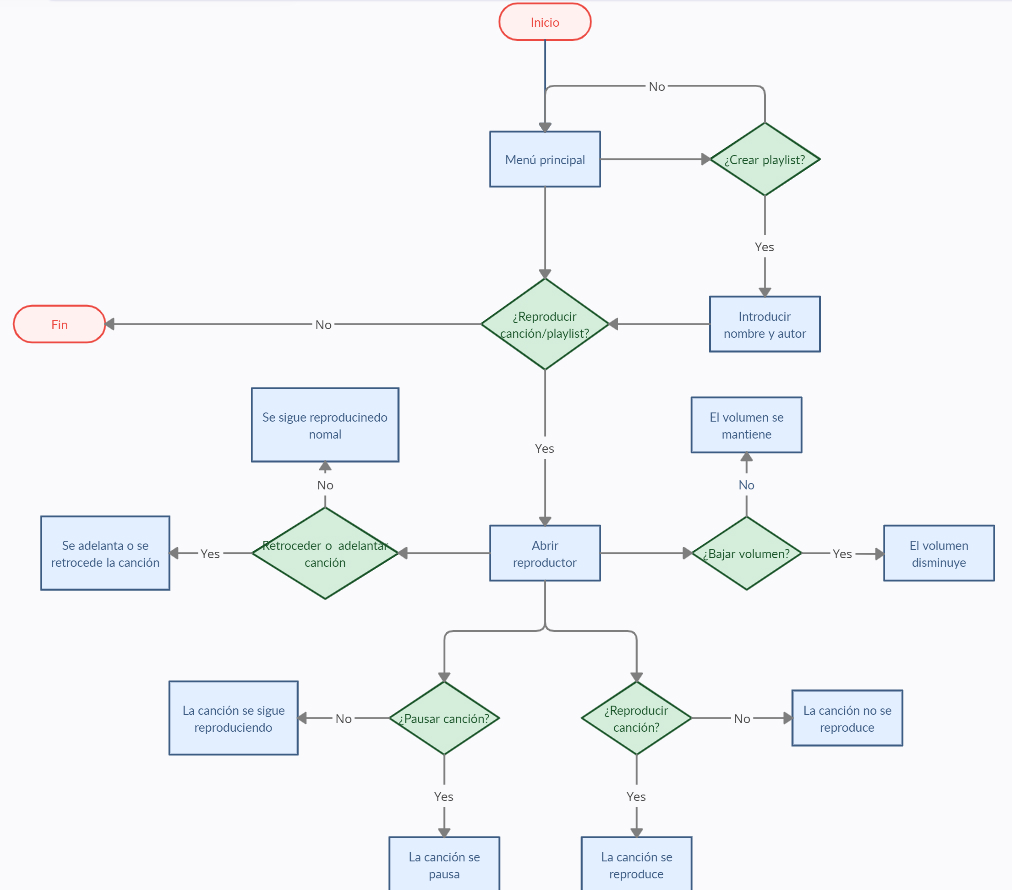 Inicio
No
Menú principal
¿Crear playlist?
Yes
Fin
No
¿Reproducir
canción/playlist?
Introducir
nombre y autor
Se sigue reproducinedo
nomal
El volumen se
mantiene
Yes
No
No
Se adelanta o se
retrocede la canción
Yes
Retroceder o adelantar
canción
Abrir
reproductor
¿Bajar volumen?
Yes
El volumen
disminuye
La canción se sigue
reproduciendo
No
¿Pausar canción?
¿Reproducir
canción?
No
La canción no se
reproduce
Yes
Yes
La canción se
pausa
La canción se
reproduce